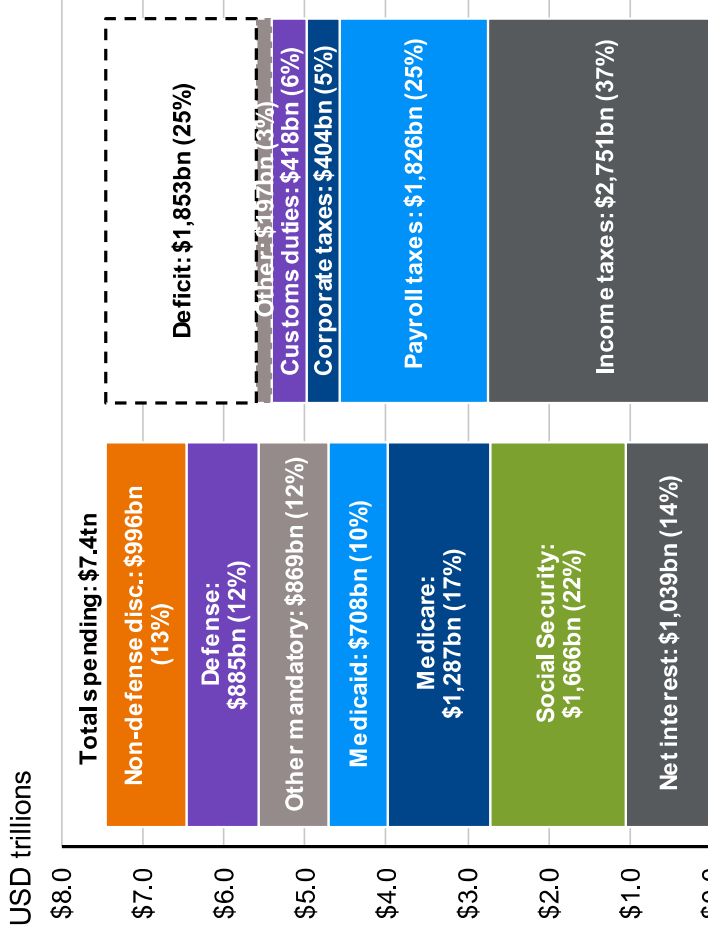 USD trillions
$8.0
$7.0
$6.0
$5.0
$4.0
$3.0
$2.0
$1.0
Total spending: $7.4tn
Non-defense disc.: $996bn
(13%)
Defense:
$885bn (12%)
Other mandatory: $869bn (12%)
Medicaid: $708bn (10%)
Medicare:
$1,287bn (17%)
Social Security:
$1,666bn (22%)
Net interest: $1,039bn (14%)
Deficit: $1,853bn (25%)
Other: $197bn (3%)
Customs duties: $418bn (6%)
Corporate taxes: $404bn (5%)
Payroll taxes: $1,826bn (25%)
Income taxes: $2,751bn (37%)